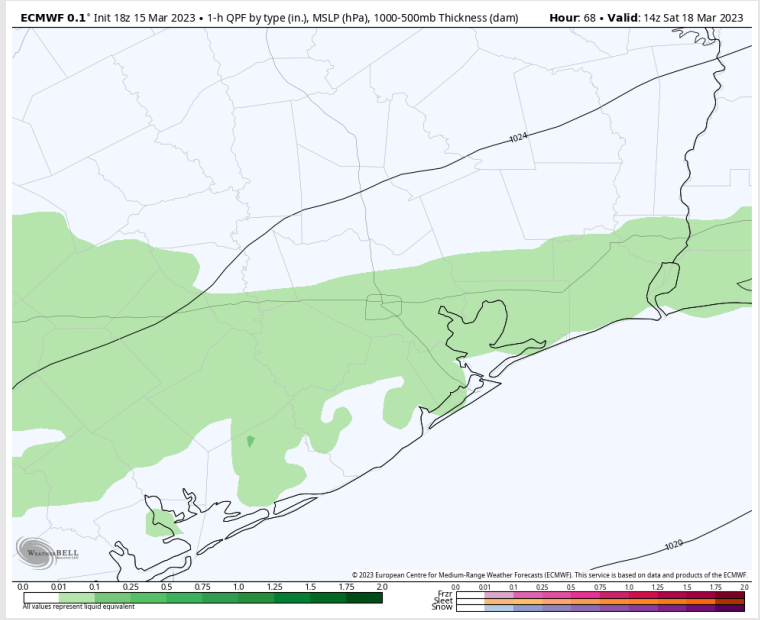 ECMWF 0.1° Init 18z 15 Mar 2023 • 1-h QPF by type (in.), MSLP (hPa), 1000-500mb Thickness (dam) Hour: 68 • Valid: 14z Sat 18 Mar 2023
1024
1020
WEATHERBELL
© 2023 European Centre for Medium-Range Weather Forecasts (ECMWF). This service is based on data and products of the ECMWF.
0.0 0.01 0.1 0.25 0.5 0.75 1.0 1.25 1.5 1.75 2.0
All values represent liquid equivalent
0.0 0.01 0.1 0.25 0.5 0.75 1.0 1.25 1.5 1.75 2.0
Frzr
Sleet
Snow